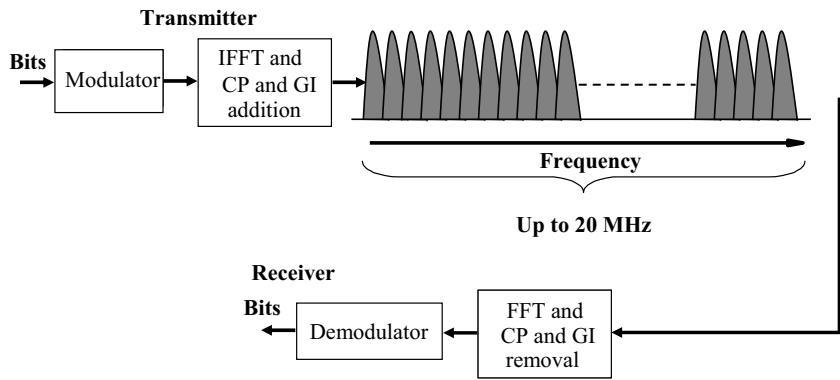 Transmitter
Bits
Modulator
IFFT and
CP and GI
addition
Frequency
Up to 20 MHz
Receiver
Bits
Demodulator
FFT and
CP and GI
removal